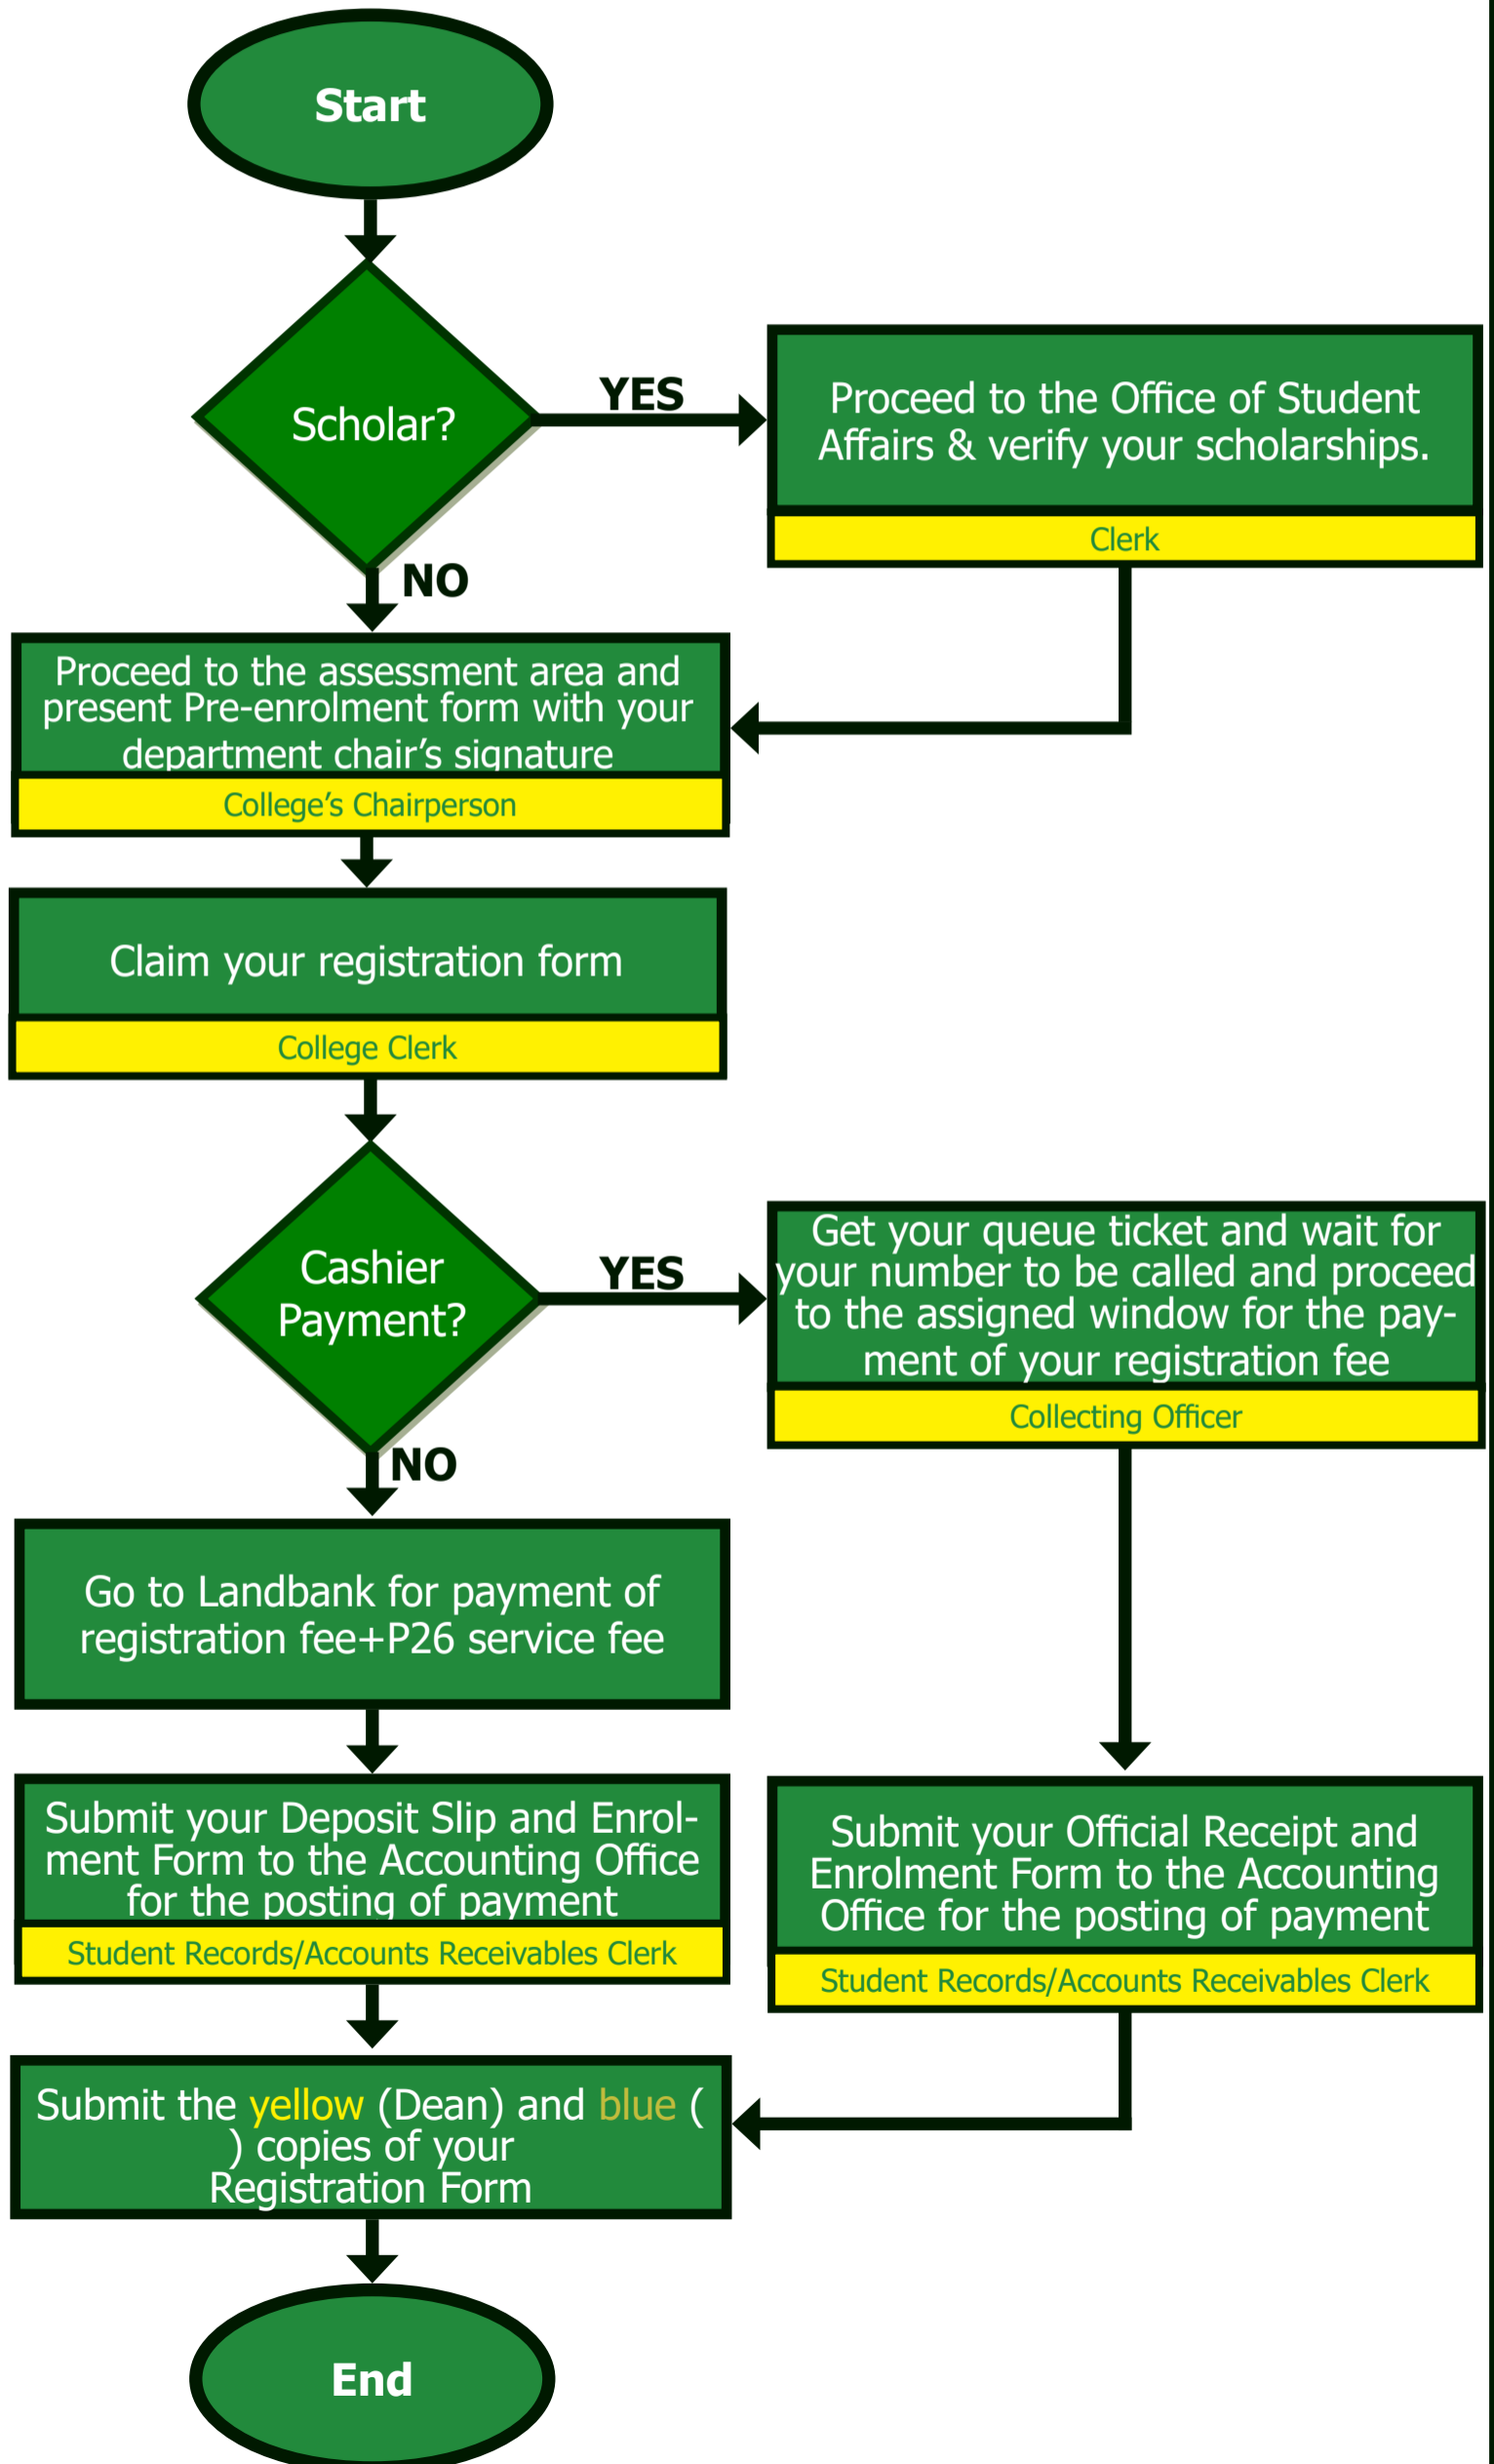 Start
Scholar?
YES
Proceed to the Office of Student
Affairs & verify your scholarships.
Clerk
NO
Proceed to the assessment area and
present Pre-enrolment form with your
department chair’s signature
College’s Chairperson
Claim your registration form
College Clerk
Cashier
Payment?
YES
Get your queue ticket and wait for
your number to be called and proceed
to the assigned window for the pay-
ment of your registration fee
Collecting Officer
NO
Go to Landbank for payment of
registration fee+P26 service fee
Submit your Deposit Slip and Enrol-
ment Form to the Accounting Office
for the posting of payment
Student Records/Accounts Receivables Clerk
Submit your Official Receipt and
Enrolment Form to the Accounting
Office for the posting of payment
Student Records/Accounts Receivables Clerk
Submit the yellow (Dean) and blue (
) copies of your
Registration Form
End